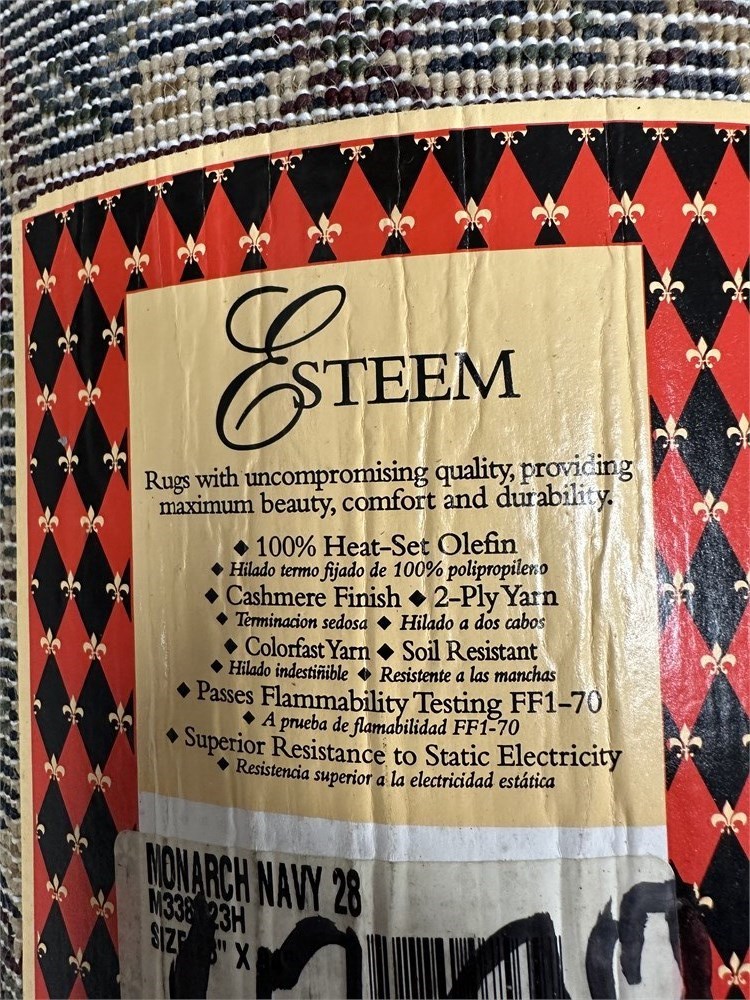 ESTEEM
Rugs with uncompromising quality, providing
maximum beauty, comfort and durability.
◆ 100% Heat-Set Olefin
◆ Hilado termo fijado de 100% polipropileno
◆ Cashmere Finish ◆ 2-Ply Yarn
◆ Terminacion sedosa ◆ Hilado a dos cabos
◆ Colorfast Yarn ◆ Soil Resistant
◆ Hilado indestiñible ◆ Resistente a las manchas
◆ Passes Flammability Testing FF1-70
◆ A prueba de flamabilidad FF1-70
◆ Superior Resistance to Static Electricity
◆ Resistencia superior a la electricidad estática
MONARCH NAVY 28
X